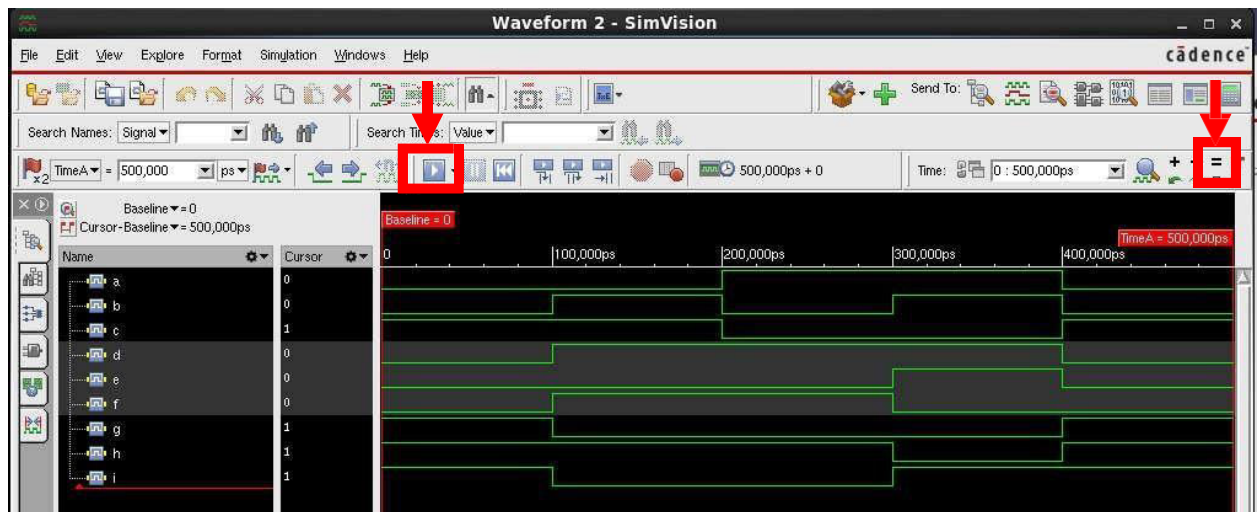 Waveform 2 - SimVision
File Edit View Explore Format Simulation Windows Help cādence
Send To:
Search Names: Signal Search Times: Value
x2 TimeA = 500,000 ps 500,000ps + 0 Time: 0 : 500,000ps
Baseline = 0
Cursor-Baseline = 500,000ps
Baseline = 0
TimeA = 500,000ps
Name Cursor 0 100,000ps 200,000ps 300,000ps 400,000ps
a 0
b 0
c 1
d 0
e 0
f 0
g 1
h 1
i 1